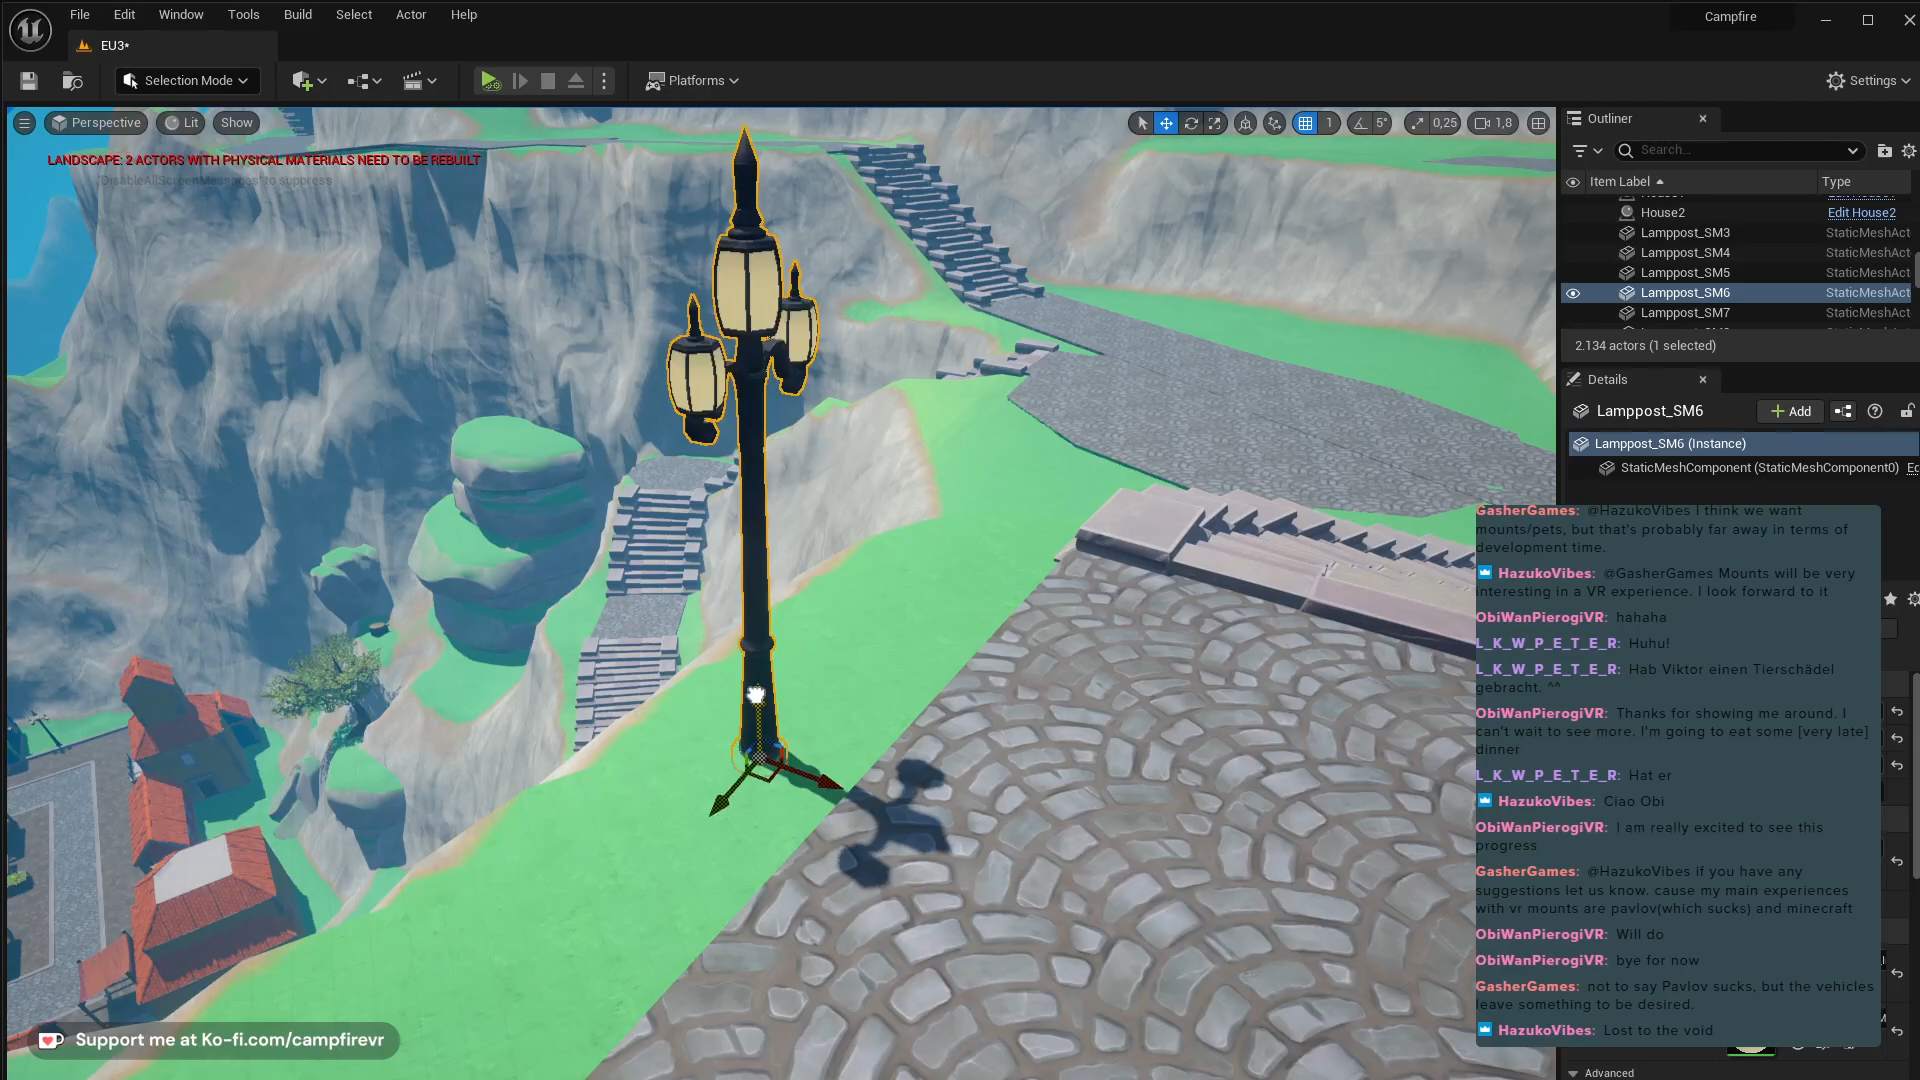 File Edit Window Tools Build Select Actor Help
Campfire
EU3*
Selection Mode
Platforms
Settings
Perspective Lit Show
1 5° 0,25 1,8
LANDSCAPE: 2 ACTORS WITH PHYSICAL MATERIALS NEED TO BE REBUILT
'DisableAllScreenMessages' to suppress
Outliner
Search...
Item Label Type
House2 Edit House2
Lamppost_SM3 StaticMeshAct
Lamppost_SM4 StaticMeshAct
Lamppost_SM5 StaticMeshAct
Lamppost_SM6 StaticMeshAct
Lamppost_SM7 StaticMeshAct
2.134 actors (1 selected)
Details
Lamppost_SM6
Add
Lamppost_SM6 (Instance)
StaticMeshComponent (StaticMeshComponent0)
GasherGames: @HazukoVibes I think we want
mounts/pets, but that's probably far away in terms of
development time.
HazukoVibes: @GasherGames Mounts will be very
interesting in a VR experience. I look forward to it
ObiWanPierogiVR: hahaha
L_K_W_P_E_T_E_R: Huhu!
L_K_W_P_E_T_E_R: Hab Viktor einen Tierschädel
gebracht. ^^
ObiWanPierogiVR: Thanks for showing me around. I
can't wait to see more. I'm going to eat some [very late]
dinner
L_K_W_P_E_T_E_R: Hat er
HazukoVibes: Ciao Obi
ObiWanPierogiVR: I am really excited to see this
progress
GasherGames: @HazukoVibes if you have any
suggestions let us know. cause my main experiences
with vr mounts are pavlov(which sucks) and minecraft
ObiWanPierogiVR: Will do
ObiWanPierogiVR: bye for now
GasherGames: not to say Pavlov sucks, but the vehicles
leave something to be desired.
HazukoVibes: Lost to the void
Support me at Ko-fi.com/campfirevr
Advanced